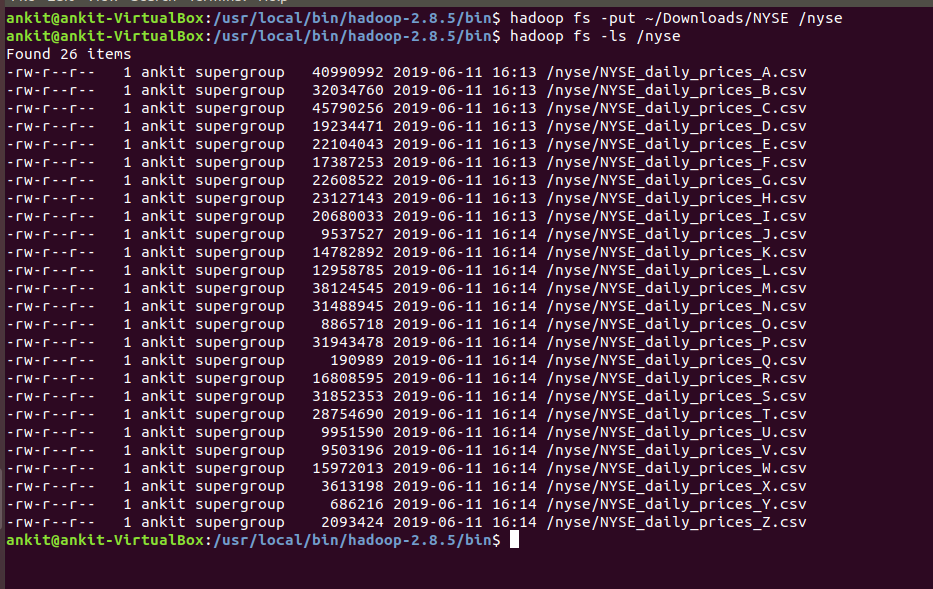 ankit@ankit-VirtualBox:/usr/local/bin/hadoop-2.8.5/bin$ hadoop fs -put ~/Downloads/NYSE /nyse
ankit@ankit-VirtualBox:/usr/local/bin/hadoop-2.8.5/bin$ hadoop fs -ls /nyse
Found 26 items
-rw-r--r--   1 ankit supergroup   40990992 2019-06-11 16:13 /nyse/NYSE_daily_prices_A.csv
-rw-r--r--   1 ankit supergroup   32034760 2019-06-11 16:13 /nyse/NYSE_daily_prices_B.csv
-rw-r--r--   1 ankit supergroup   45790256 2019-06-11 16:13 /nyse/NYSE_daily_prices_C.csv
-rw-r--r--   1 ankit supergroup   19234471 2019-06-11 16:13 /nyse/NYSE_daily_prices_D.csv
-rw-r--r--   1 ankit supergroup   22104043 2019-06-11 16:13 /nyse/NYSE_daily_prices_E.csv
-rw-r--r--   1 ankit supergroup   17387253 2019-06-11 16:13 /nyse/NYSE_daily_prices_F.csv
-rw-r--r--   1 ankit supergroup   22608522 2019-06-11 16:13 /nyse/NYSE_daily_prices_G.csv
-rw-r--r--   1 ankit supergroup   23127143 2019-06-11 16:13 /nyse/NYSE_daily_prices_H.csv
-rw-r--r--   1 ankit supergroup   20680033 2019-06-11 16:13 /nyse/NYSE_daily_prices_I.csv
-rw-r--r--   1 ankit supergroup    9537527 2019-06-11 16:14 /nyse/NYSE_daily_prices_J.csv
-rw-r--r--   1 ankit supergroup   14782892 2019-06-11 16:14 /nyse/NYSE_daily_prices_K.csv
-rw-r--r--   1 ankit supergroup   12958785 2019-06-11 16:14 /nyse/NYSE_daily_prices_L.csv
-rw-r--r--   1 ankit supergroup   38124545 2019-06-11 16:14 /nyse/NYSE_daily_prices_M.csv
-rw-r--r--   1 ankit supergroup   31488945 2019-06-11 16:14 /nyse/NYSE_daily_prices_N.csv
-rw-r--r--   1 ankit supergroup    8865718 2019-06-11 16:14 /nyse/NYSE_daily_prices_O.csv
-rw-r--r--   1 ankit supergroup   31943478 2019-06-11 16:14 /nyse/NYSE_daily_prices_P.csv
-rw-r--r--   1 ankit supergroup     190989 2019-06-11 16:14 /nyse/NYSE_daily_prices_Q.csv
-rw-r--r--   1 ankit supergroup   16808595 2019-06-11 16:14 /nyse/NYSE_daily_prices_R.csv
-rw-r--r--   1 ankit supergroup   31852353 2019-06-11 16:14 /nyse/NYSE_daily_prices_S.csv
-rw-r--r--   1 ankit supergroup   28754690 2019-06-11 16:14 /nyse/NYSE_daily_prices_T.csv
-rw-r--r--   1 ankit supergroup    9951590 2019-06-11 16:14 /nyse/NYSE_daily_prices_U.csv
-rw-r--r--   1 ankit supergroup    9503196 2019-06-11 16:14 /nyse/NYSE_daily_prices_V.csv
-rw-r--r--   1 ankit supergroup   15972013 2019-06-11 16:14 /nyse/NYSE_daily_prices_W.csv
-rw-r--r--   1 ankit supergroup    3613198 2019-06-11 16:14 /nyse/NYSE_daily_prices_X.csv
-rw-r--r--   1 ankit supergroup     686216 2019-06-11 16:14 /nyse/NYSE_daily_prices_Y.csv
-rw-r--r--   1 ankit supergroup    2093424 2019-06-11 16:14 /nyse/NYSE_daily_prices_Z.csv
ankit@ankit-VirtualBox:/usr/local/bin/hadoop-2.8.5/bin$